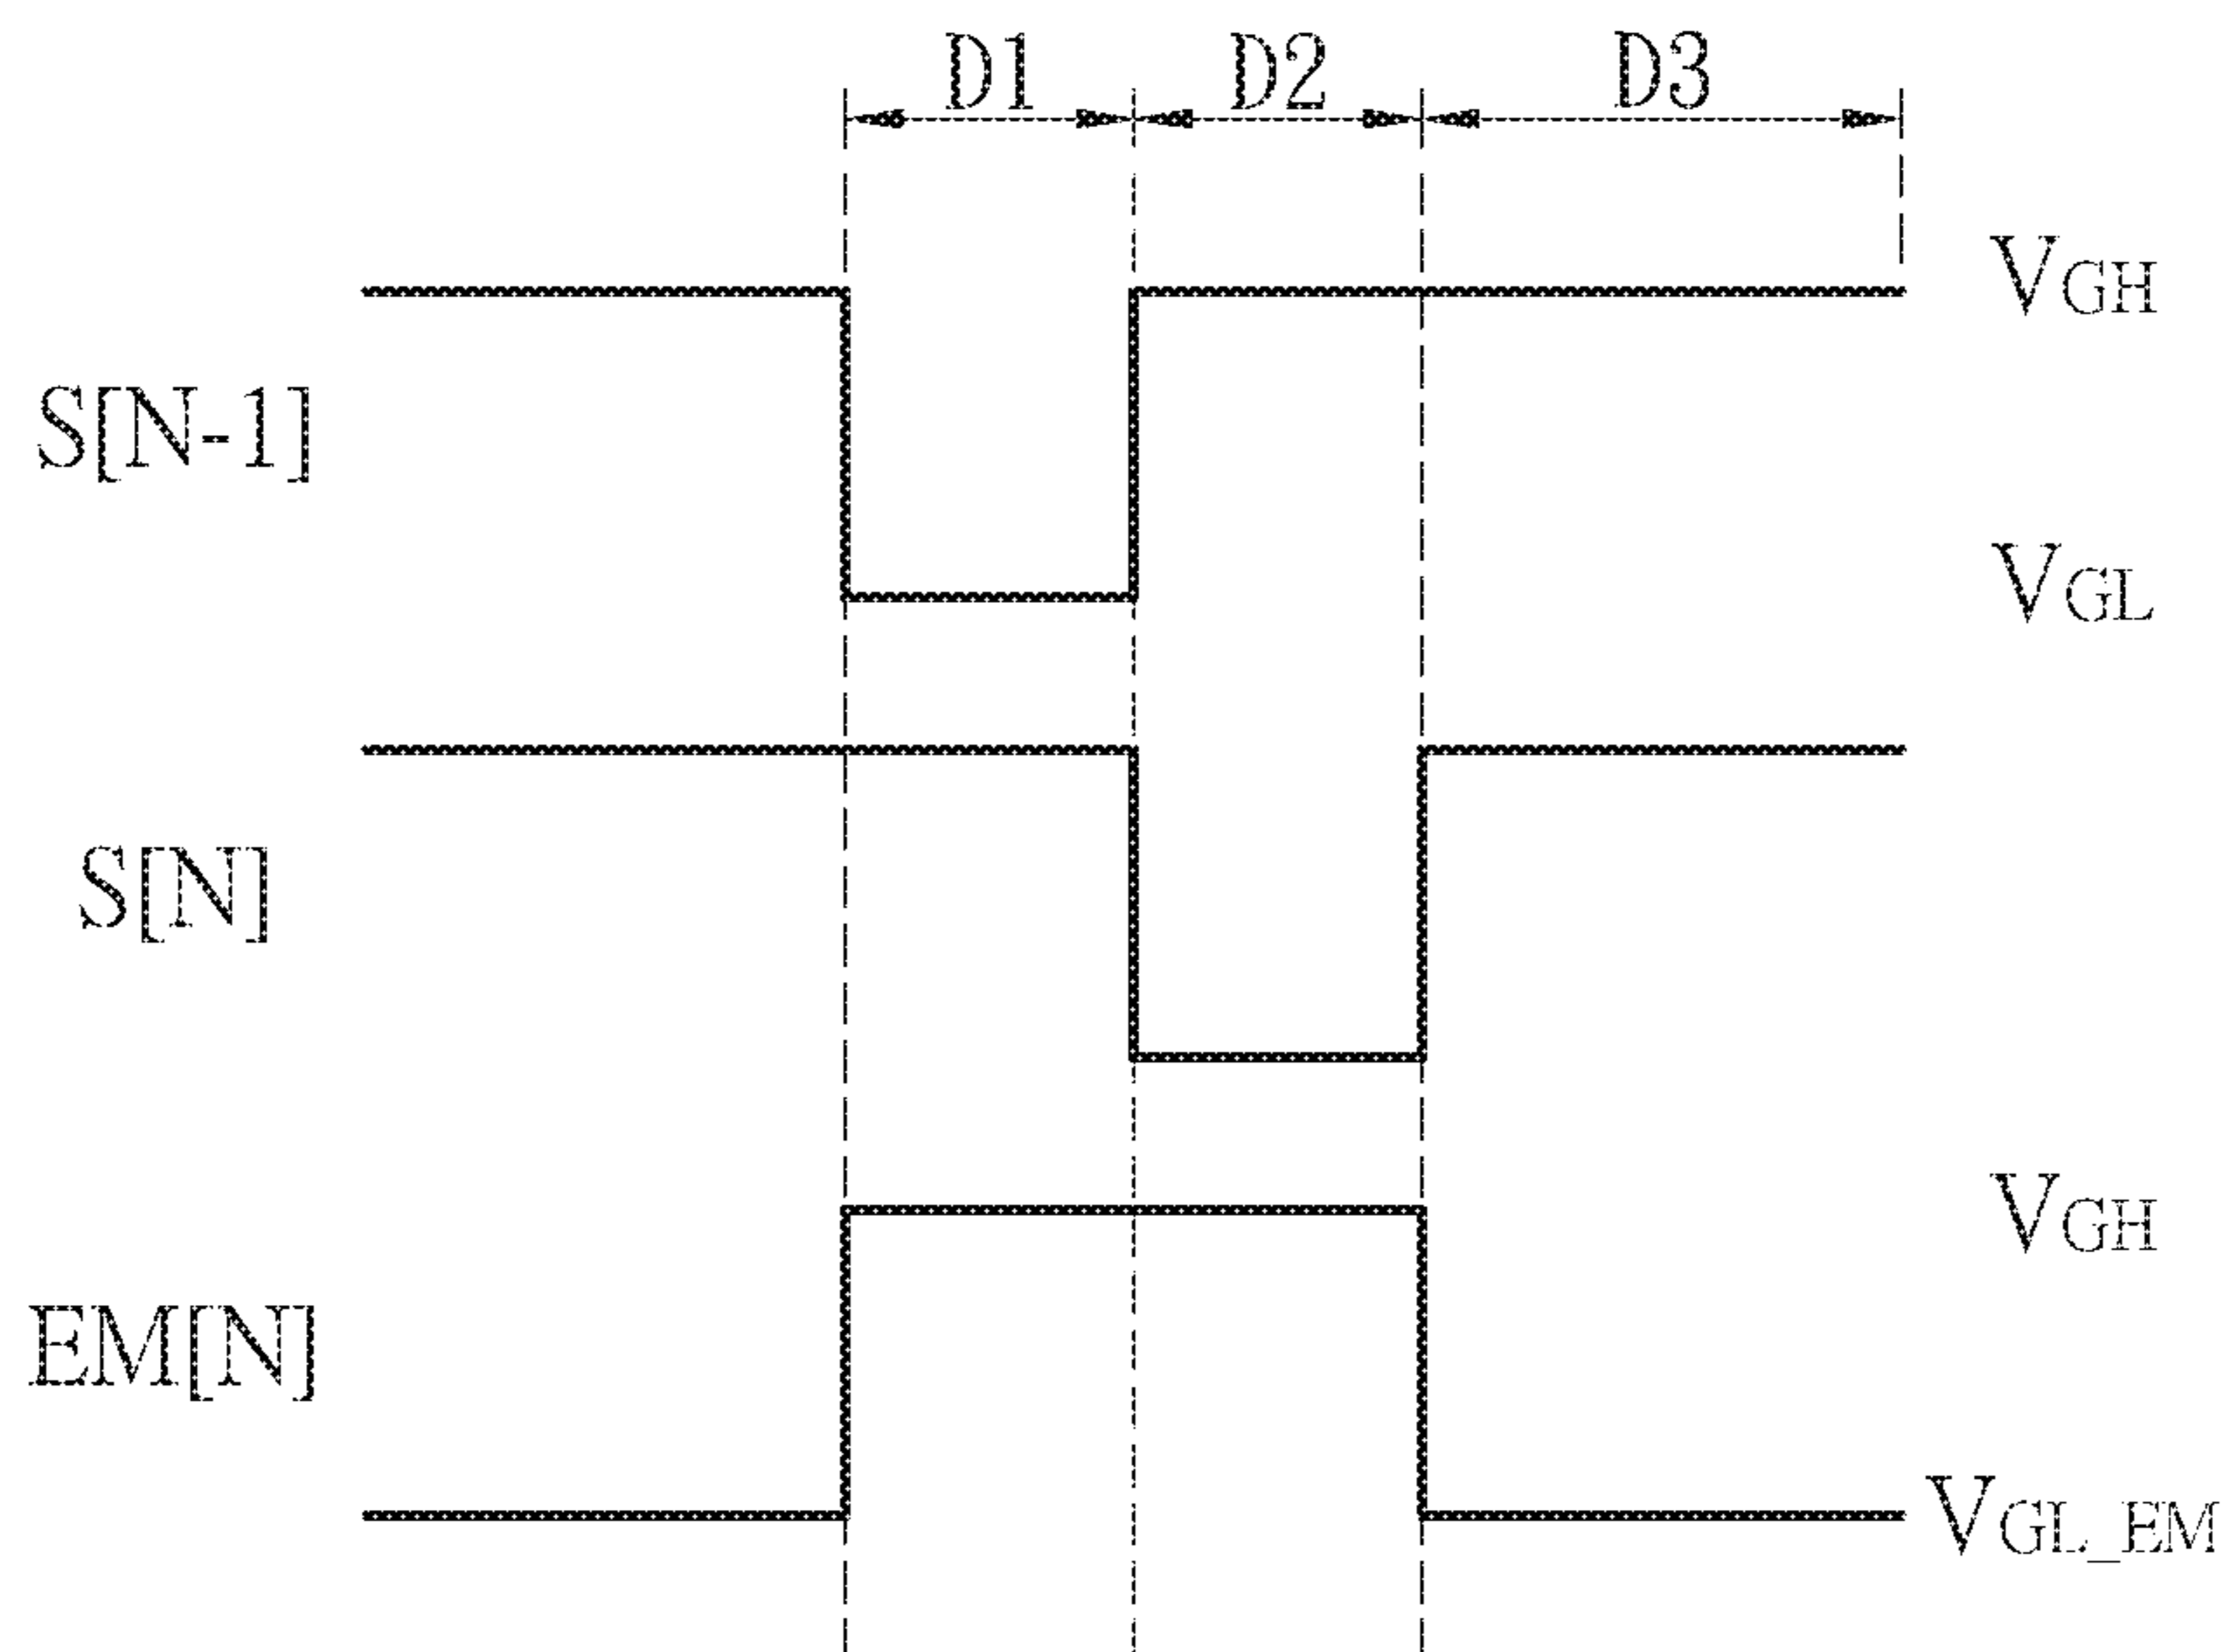 D1 D2 D3
VGH
S[N-1]
VGL
S[N]
VGH
EM[N]
VGL_EM